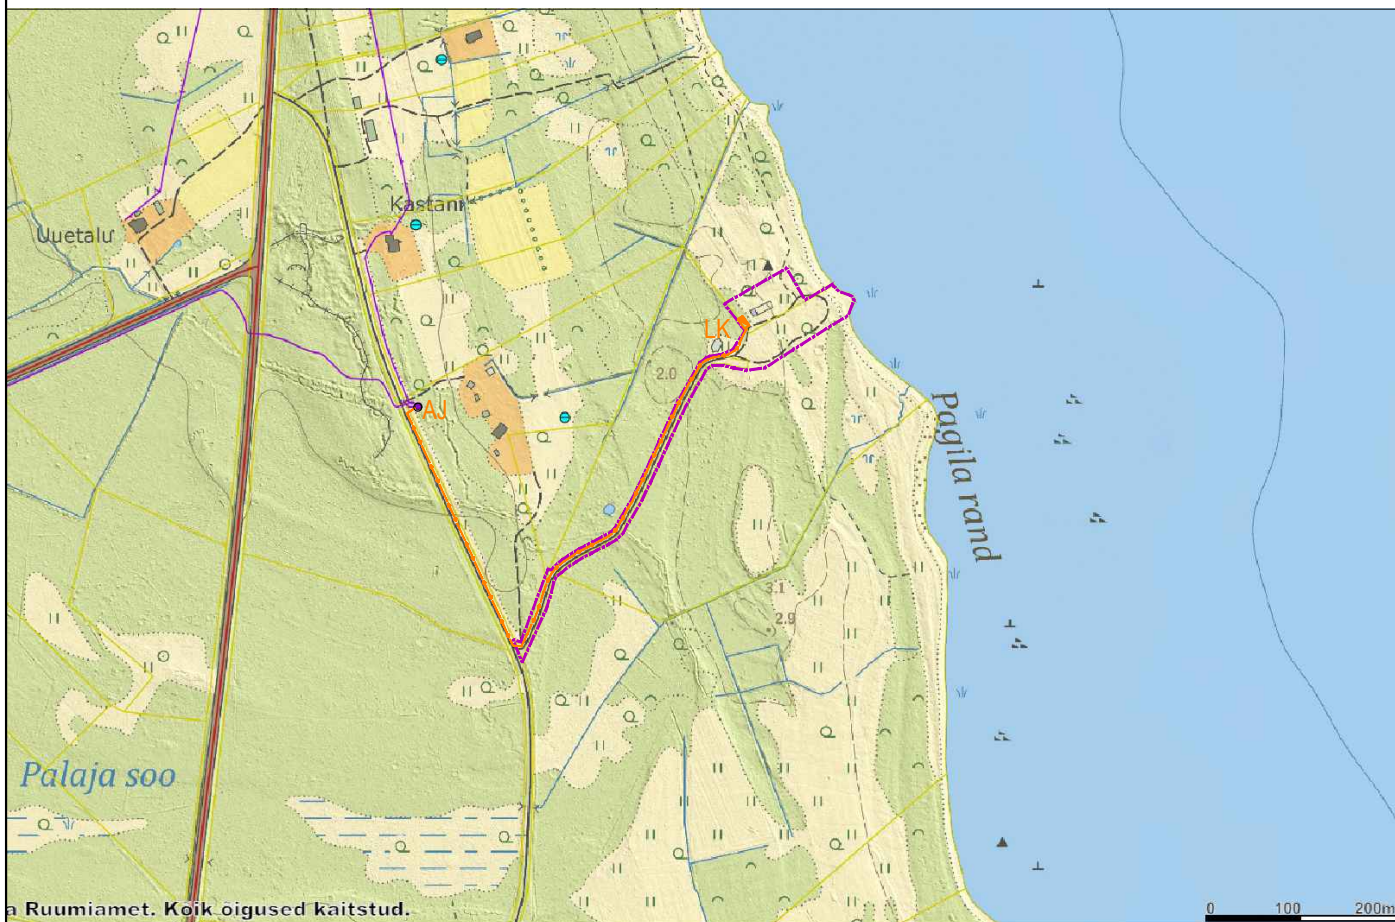 Kastani
Uuetalu
LK
2.0
AJ
Pagila rand
3.1
2.9
Palaja soo
a Ruumiamet. Koik õigused kaitstud.
0 100 200m